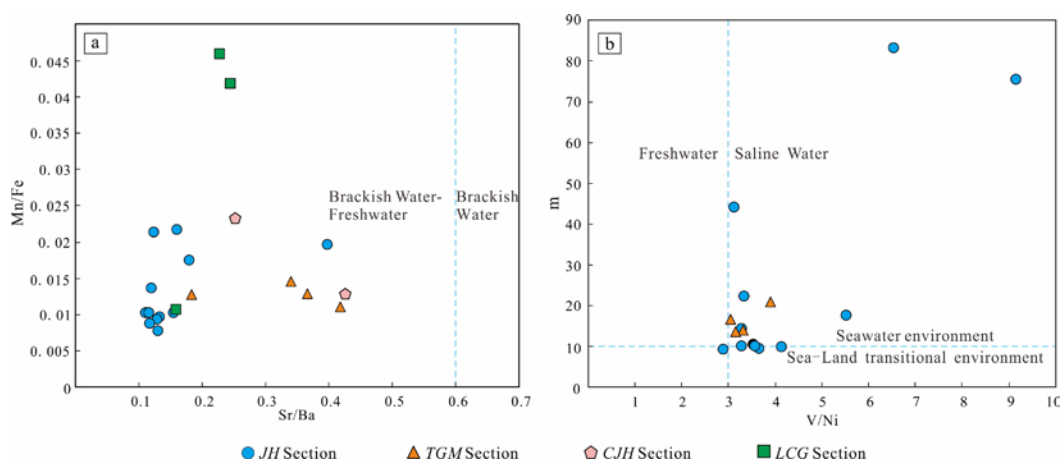 a
0.045
0.04
0.035
0.03
0.025
0.02
0.015
0.01
0.005
0
Mn/Fe
Brackish Water-
Freshwater
Brackish
Water
0.1
0.2
0.3
0.4
0.5
0.6
0.7
Sr/Ba
b
90
80
70
60
50
40
30
20
10
0
m
Freshwater
Saline Water
Seawater environment
Sea-Land transitional environment
1
2
3
4
5
6
7
8
9
10
V/Ni
JH Section
TGM Section
CJH Section
LCG Section